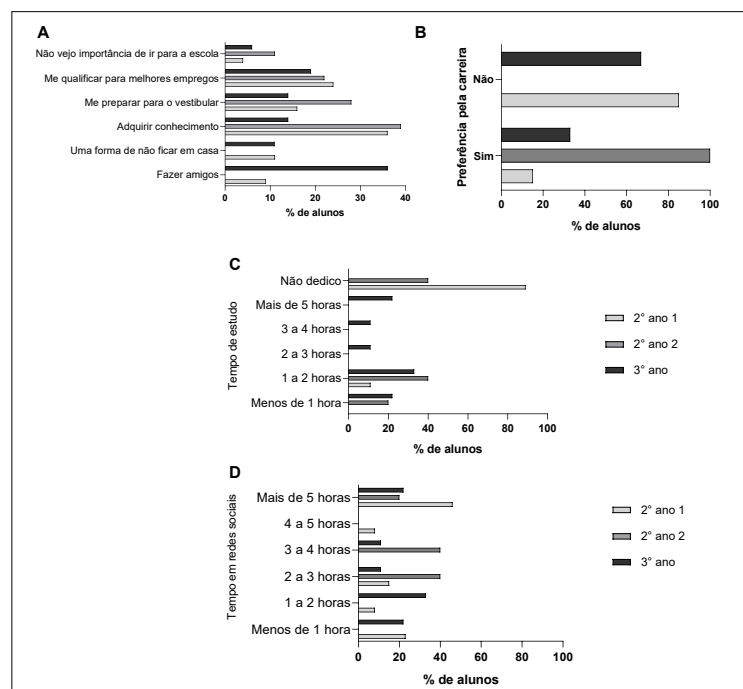 A
Não vejo importância de ir para a escola
Me qualificar para melhores empregos
Me preparar para o vestibular
Adquirir conhecimento
Uma forma de não ficar em casa
Fazer amigos
0 10 20 30 40
% de alunos
B
Preferência pela carreira
Não
Sim
0 20 40 60 80 100
% de alunos
C
Tempo de estudo
Não dedico
Mais de 5 horas
3 a 4 horas
2 a 3 horas
1 a 2 horas
Menos de 1 hora
0 20 40 60 80 100
% de alunos
2° ano 1
2° ano 2
3° ano
D
Tempo em redes sociais
Mais de 5 horas
4 a 5 horas
3 a 4 horas
2 a 3 horas
1 a 2 horas
Menos de 1 hora
0 20 40 60 80 100
% de alunos
2° ano 1
2° ano 2
3° ano